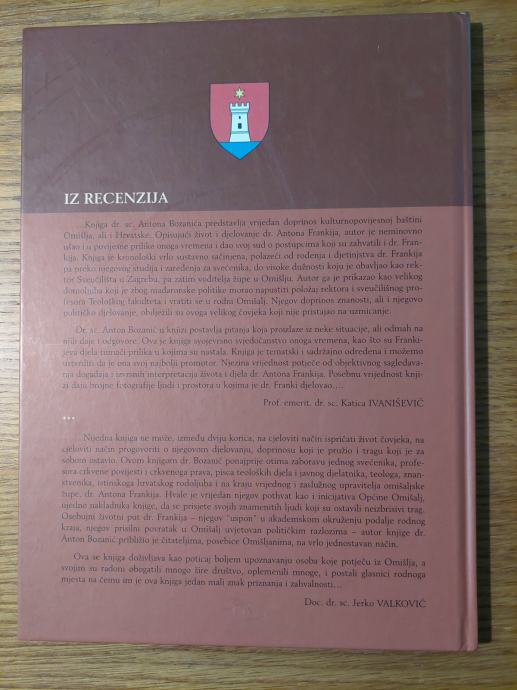 IZ RECENZIJA
...Knjiga dr. sc. Antona Bozanića predstavlja vrijedan doprinos kulturnopovijesnoj baštini
Omišlja, ali i Hrvatske. Opisujući život i djelovanje dr. Antona Frankija, autor je neminovno
ušao i u povijesne prilike onoga vremena i dao svoj sud o postupcima koji su zahvatili i dr. Fran-
kija. Knjiga je kronološki vrlo sustavno sačinjena, polazeći od rođenja i djetinjstva dr. Frankija
pa preko njegovog studija i zaređenja za svećenika, do visoke dužnosti koju je obavljao kao rek-
tor Sveučilišta u Zagrebu, pa zatim voditelja župe u Omišlju. Autor ga je prikazao kao velikog
domoljuba koji je zbog mađaronske politike morao napustiti položaj rektora i sveučilišnog pro-
fesora Teološkog fakulteta i vratiti se u rodni Omišalj. Njegov doprinos znanosti, ali i njegovo
političko djelovanje, obilježili su ovoga velikog čovjeka koji nije pristajao na uzmicanje.
Dr. sc. Anton Bozanić u knjizi postavlja pitanja koja proizlaze iz neke situacije, ali odmah na
njih daje i odgovore. Ova je knjiga svojevrsno svjedočanstvo onoga vremena, kao što su Franki-
jeva djela tumači prilika u kojima su nastala. Knjiga je tematski i sadržajno određena i možemo
ustvrditi da je ona svoj najbolji promotor. Njezina vrijednost potječe od objektivnog sagledava-
nja događaja i izvrsnih interpretacija života i djela dr. Antona Frankija. Posebnu vrijednost knji-
zi daju brojne fotografije ljudi i prostora u kojima je dr. Franki djelovao....
Prof. emerit. dr. sc. Katica IVANIŠEVIĆ
***
...Nijedna knjiga ne može, između dviju korica, na cjeloviti način ispričati život čovjeka, na
cjeloviti način progovoriti o njegovom djelovanju, doprinosu koji je pružio i tragu koji je za
sobom ostavio. Ovom knjigom dr. Bozanić ponajprije otima zaboravu jednog svećenika, profe-
sora crkvene povijesti i crkvenoga prava, pisca teoloških djela i javnog djelatnika, teologa, znan-
stvenika, istinskoga hrvatskog rodoljuba i na kraju vrijednog i zaslužnog upravitelja omišaljske
župe, dr. Antona Frankija. Hvale je vrijedan njegov pothvat kao i inicijativa Općine Omišalj,
ujedno nakladnika knjige, da se prisjete svojih znamenitih ljudi koji su ostavili neizbrisivi trag.
Osebujni životni put dr. Frankija – njegov "uspon" u akademskom okruženju podalje rodnog
kraja, njegov prisilni povratak u Omišalj uvjetovan političkim razlozima – autor knjige dr.
Anton Bozanić približio je čitateljima, posebice Omišljanima, na vrlo jednostavan način.
Ova se knjiga doživljava kao poticaj boljem upoznavanju osoba koje potječu iz Omišlja, a
svojim su radom obogatili mnogo šire društvo, oplemenili mnoge, i postali glasnici rodnoga
mjesta na čemu im je ova knjiga jedan mali znak priznanja i zahvalnosti...
Doc. dr. sc. Jerko VALKOVIĆ